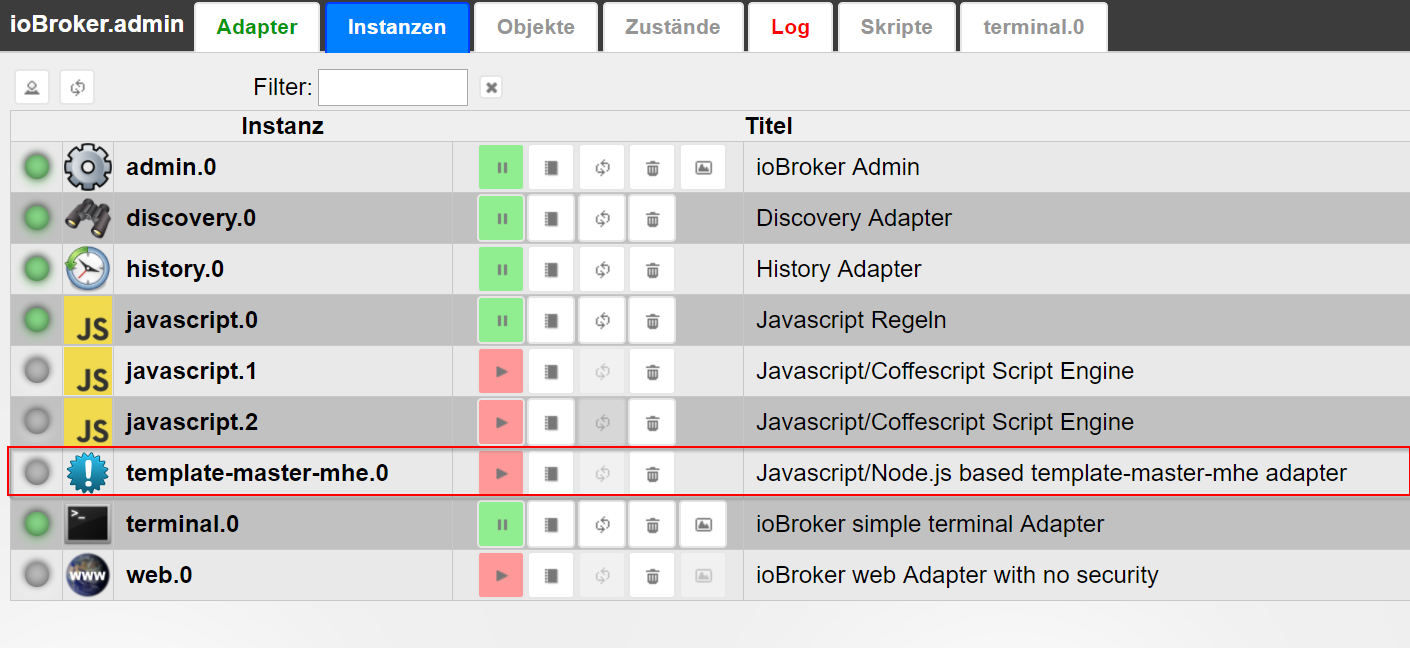 ioBroker.admin Adapter Instanzen Objekte Zustände Log Skripte terminal.0
Filter:
Instanz Titel
admin.0 ioBroker Admin
discovery.0 Discovery Adapter
history.0 History Adapter
JS javascript.0 Javascript Regeln
JS javascript.1 Javascript/Coffescript Script Engine
JS javascript.2 Javascript/Coffescript Script Engine
template-master-mhe.0 Javascript/Node.js based template-master-mhe adapter
>_ terminal.0 ioBroker simple terminal Adapter
www web.0 ioBroker web Adapter with no security